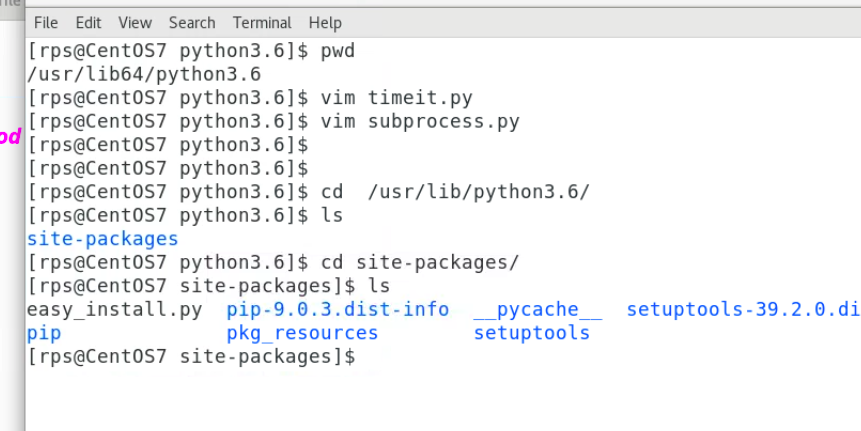 ile
File Edit View Search Terminal Help
[rps@CentOS7 python3.6]$ pwd
/usr/lib64/python3.6
[rps@CentOS7 python3.6]$ vim timeit.py
[rps@CentOS7 python3.6]$ vim subprocess.py
od
[rps@CentOS7 python3.6]$
[rps@CentOS7 python3.6]$
[rps@CentOS7 python3.6]$ cd  /usr/lib/python3.6/
[rps@CentOS7 python3.6]$ ls
site-packages
[rps@CentOS7 python3.6]$ cd site-packages/
[rps@CentOS7 site-packages]$ ls
easy_install.py  pip-9.0.3.dist-info  __pycache__  setuptools-39.2.0.di
pip              pkg_resources        setuptools
[rps@CentOS7 site-packages]$